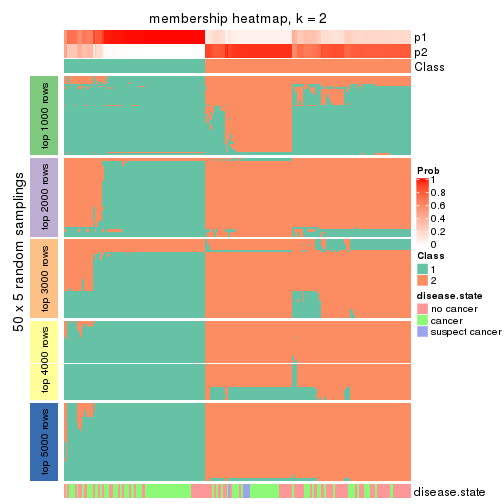 membership heatmap, k = 2
p1
p2
Class
50 x 5 random samplings
top 1000 rows
top 2000 rows
top 3000 rows
top 4000 rows
top 5000 rows
Prob
1
0.8
0.6
0.4
0.2
0
Class
1
2
disease.state
no cancer
cancer
suspect cancer
disease.state